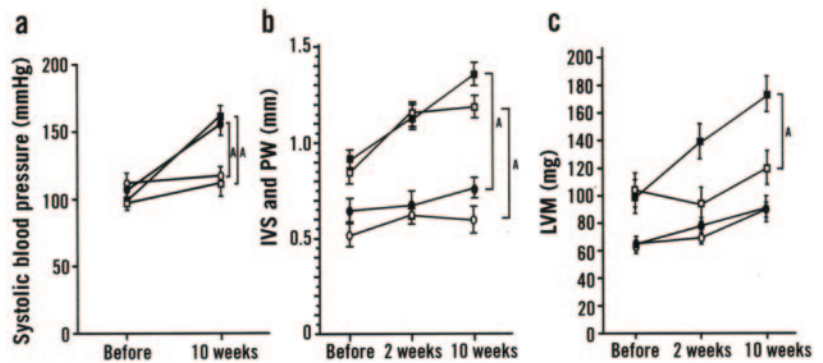 a
Systolic blood pressure (mmHg)
200
150
100
50
0
A
A
Before
10 weeks
b
IVS and PW (mm)
1.5
1.0
0.5
0
A
A
Before
2 weeks
10 weeks
c
LVM (mg)
200
180
160
140
120
100
80
60
40
20
0
A
Before
2 weeks
10 weeks